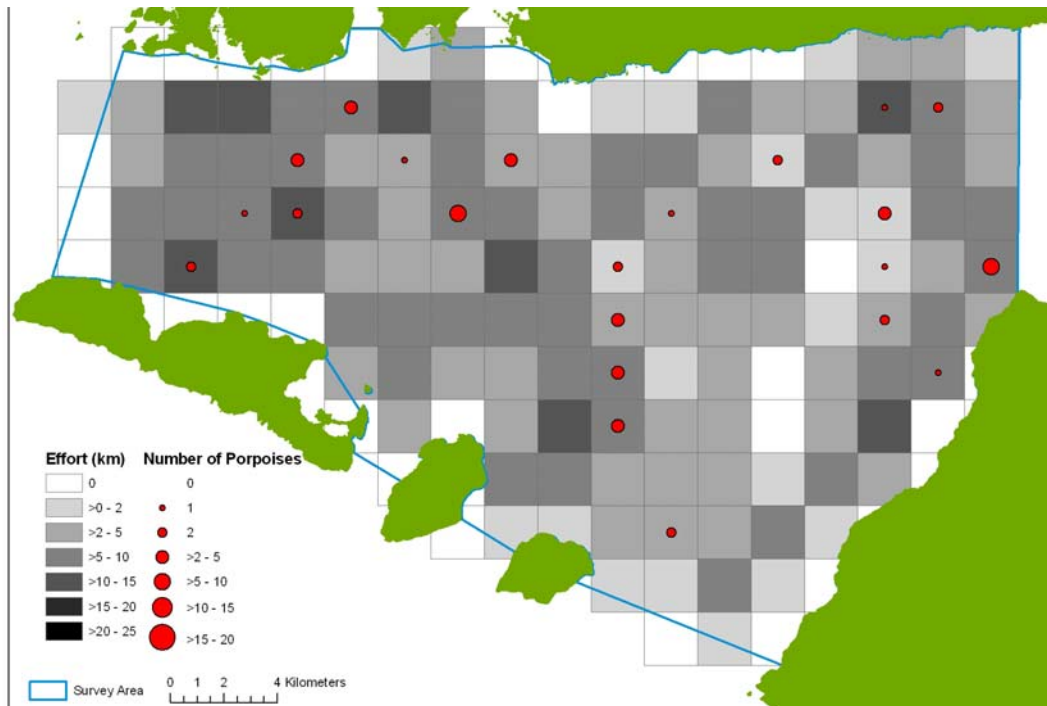 Effort (km) Number of Porpoises
0 0
>0 - 2 1
>2 - 5 2
>5 - 10 >2 - 5
>10 - 15 >5 - 10
>15 - 20 >10 - 15
>20 - 25 >15 - 20
Survey Area 0 2 4 Kilometers